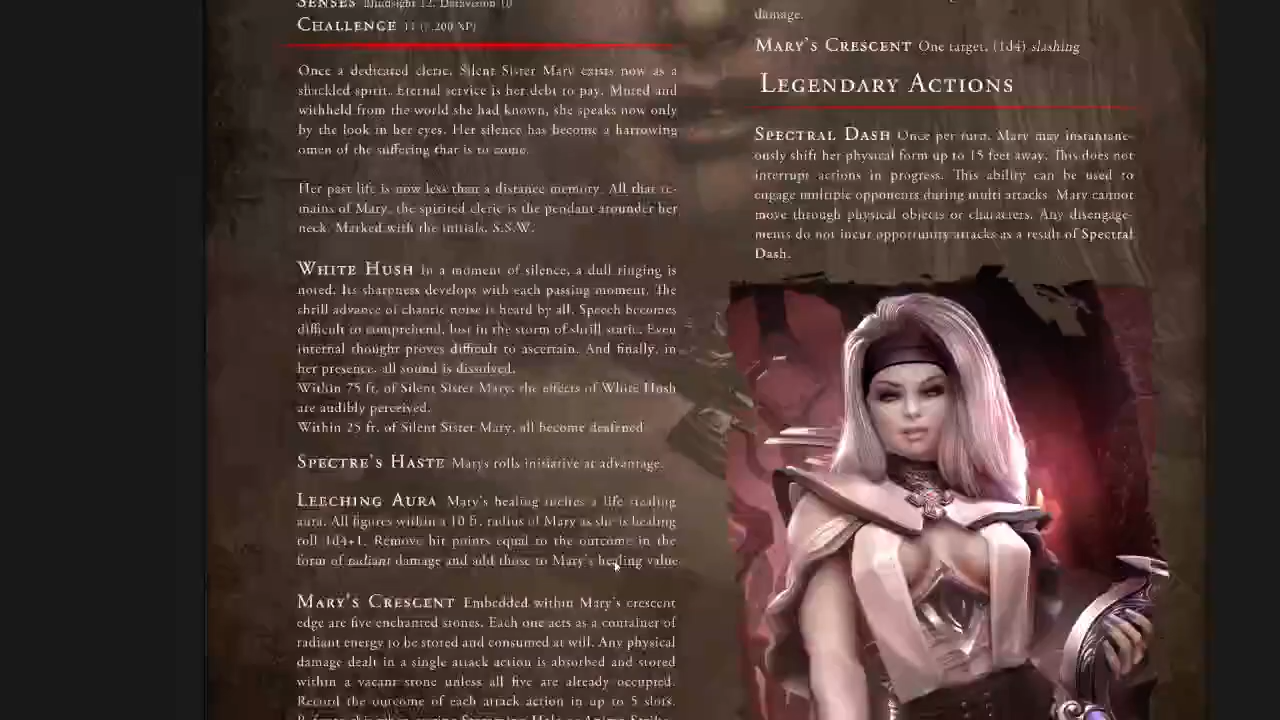 SENSES Mindsight 12, Darkvision 10
CHALLENGE 11 (7,200 XP)
Once a dedicated cleric, Silent Sister Mary exists now as a
shackled spirit. Eternal service is her debt to pay. Muted and
withheld from the world she had known, she speaks now only
by the look in her eyes. Her silence has become a harrowing
omen of the suffering that is to come.
Her past life is now less than a distance memory. All that re-
mains of Mary, the spirited cleric is the pendant arounder her
neck. Marked with the initials, S.S.W.
WHITE HUSH In a moment of silence, a dull ringing is
noted. Its sharpness develops with each passing moment. The
shrill advance of chaotic noise is heard by all. Speech becomes
difficult to comprehend, lost in the storm of shrill static. Even
internal thought proves difficult to ascertain. And finally, in
her presence, all sound is dissolved.
Within 75 ft. of Silent Sister Mary, the effects of White Hush
are audibly perceived.
Within 25 ft. of Silent Sister Mary, all become deafened
SPECTRE'S HASTE Marys rolls initiative at advantage.
LEECHING AURA Mary's healing incites a life stealing
aura. All figures within a 10 ft. radius of Mary as she is healing
roll 1d4+1. Remove hit points equal to the outcome in the
form of radiant damage and add those to Mary's healing value
MARY'S CRESCENT Embedded within Mary's crescent
edge are five enchanted stones. Each one acts as a container of
radiant energy to be stored and consumed at will. Any physical
damage dealt in a single attack action is absorbed and stored
within a vacant stone unless all five are already occupied.
Record the outcome of each attack action in up to 5 slots.
damage.
MARY'S CRESCENT One target, (1d4) slashing
LEGENDARY ACTIONS
SPECTRAL DASH Once per turn, Mary may instantane-
ously shift her physical form up to 15 feet away. This does not
interrupt actions in progress. This ability can be used to
engage multiple opponents during multi attacks. Mary cannot
move through physical objects or characters. Any disengage-
ments do not incur opportunity attacks as a result of Spectral
Dash.